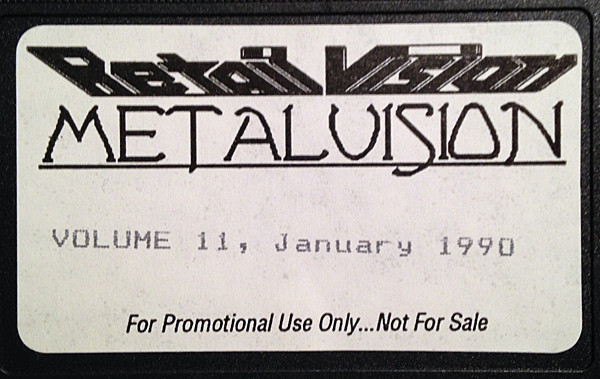 Retail Vision
METALVISION
VOLUME 11, January 1990
For Promotional Use Only...Not For Sale